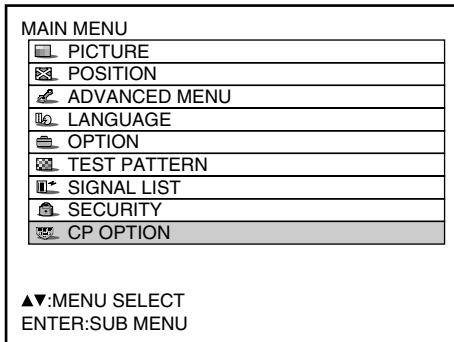 MAIN MENU
PICTURE
POSITION
ADVANCED MENU
LANGUAGE
OPTION
TEST PATTERN
SIGNAL LIST
SECURITY
CP OPTION
▲▼:MENU SELECT
ENTER:SUB MENU